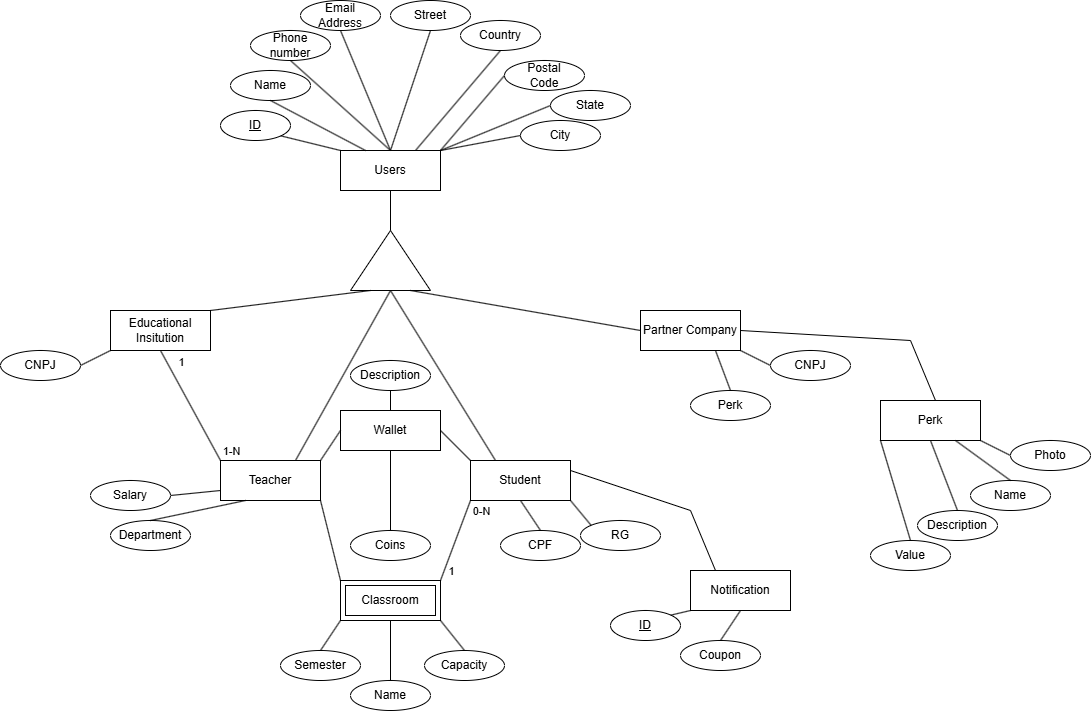 Email
Address
Street
Phone
number
Country
Postal
Code
Name
State
ID
City
Users
Educational
Insitution
Partner Company
CNPJ
1
CNPJ
Description
Perk
Perk
Wallet
1-N
Photo
Teacher
Student
Salary
Name
0-N
Department
Description
RG
Coins
CPF
Value
1
Classroom
Notification
ID
Semester
Capacity
Coupon
Name